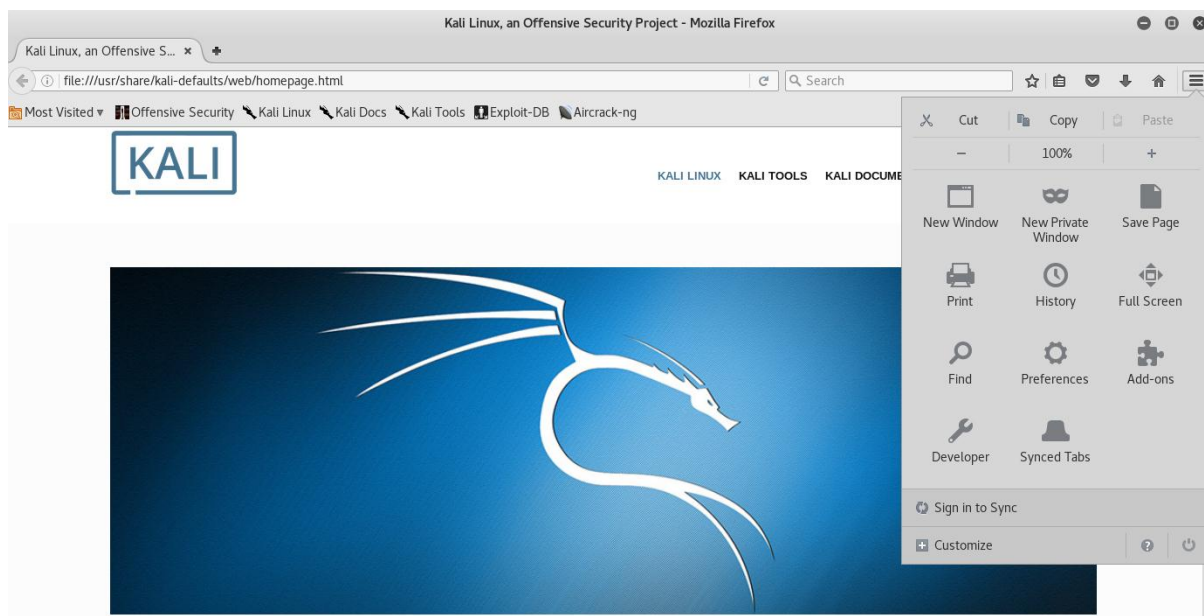 Kali Linux, an Offensive Security Project - Mozilla Firefox
Kali Linux, an Offensive S...
file:///usr/share/kali-defaults/web/homepage.html
Search
Most Visited
Offensive Security
Kali Linux
Kali Docs
Kali Tools
Exploit-DB
Aircrack-ng
KALI
KALI LINUX
KALI TOOLS
KALI DOCUME
Cut
Copy
Paste
100%
New Window
New Private
Window
Save Page
Print
History
Full Screen
Find
Preferences
Add-ons
Developer
Synced Tabs
Sign in to Sync
Customize